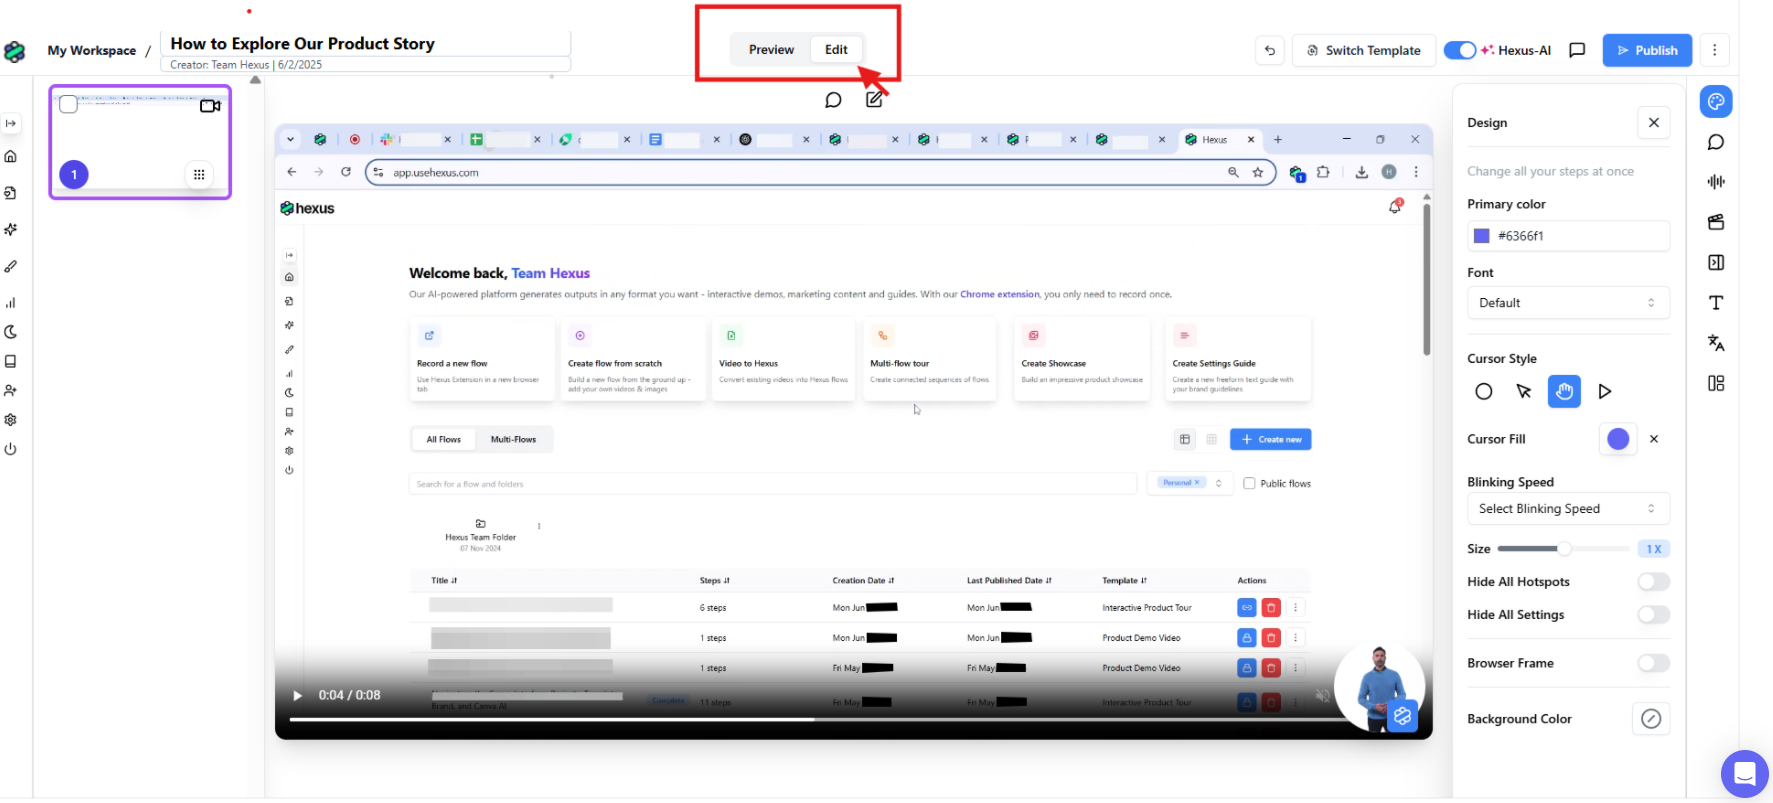 My Workspace / How to Explore Our Product Story
Creator: Team Hexus | 6/2/2025
Preview Edit
Switch Template Hexus-AI Publish
1
Hexus
app.usehexus.com
1 H
hexus
3
Welcome back, Team Hexus
Our AI-powered platform generates outputs in any format you want - interactive demos, marketing content and guides. With our Chrome extension, you only need to record once.
Record a new flow
Use Hexus Extension in a new browser
tab
Create flow from scratch
Build a new flow from the ground up -
add your own videos & images
Video to Hexus
Convert existing videos into Hexus flows
Multi-flow tour
Create connected sequences of flows
Create Showcase
Build an impressive product showcase
Create Settings Guide
Create a new freeform text guide with
your brand guidelines
All Flows Multi-Flows
Create new
Search for a flow and folders
Personal Public flows
Hexus Team Folder
07 Nov 2024
Title Steps Creation Date Last Published Date Template Actions
6 steps Mon Jun Mon Jun Interactive Product Tour
1 steps Mon Jun Mon Jun Product Demo Video
1 steps Fri May Fri May Product Demo Video
Complete 11 steps Fri May Fri May Interactive Product Tour
Brand, and Canva AI
0:04 / 0:08
Design
Change all your steps at once
Primary color
#6366f1
Font
Default
Cursor Style
Cursor Fill
Blinking Speed
Select Blinking Speed
Size 1X
Hide All Hotspots
Hide All Settings
Browser Frame
Background Color